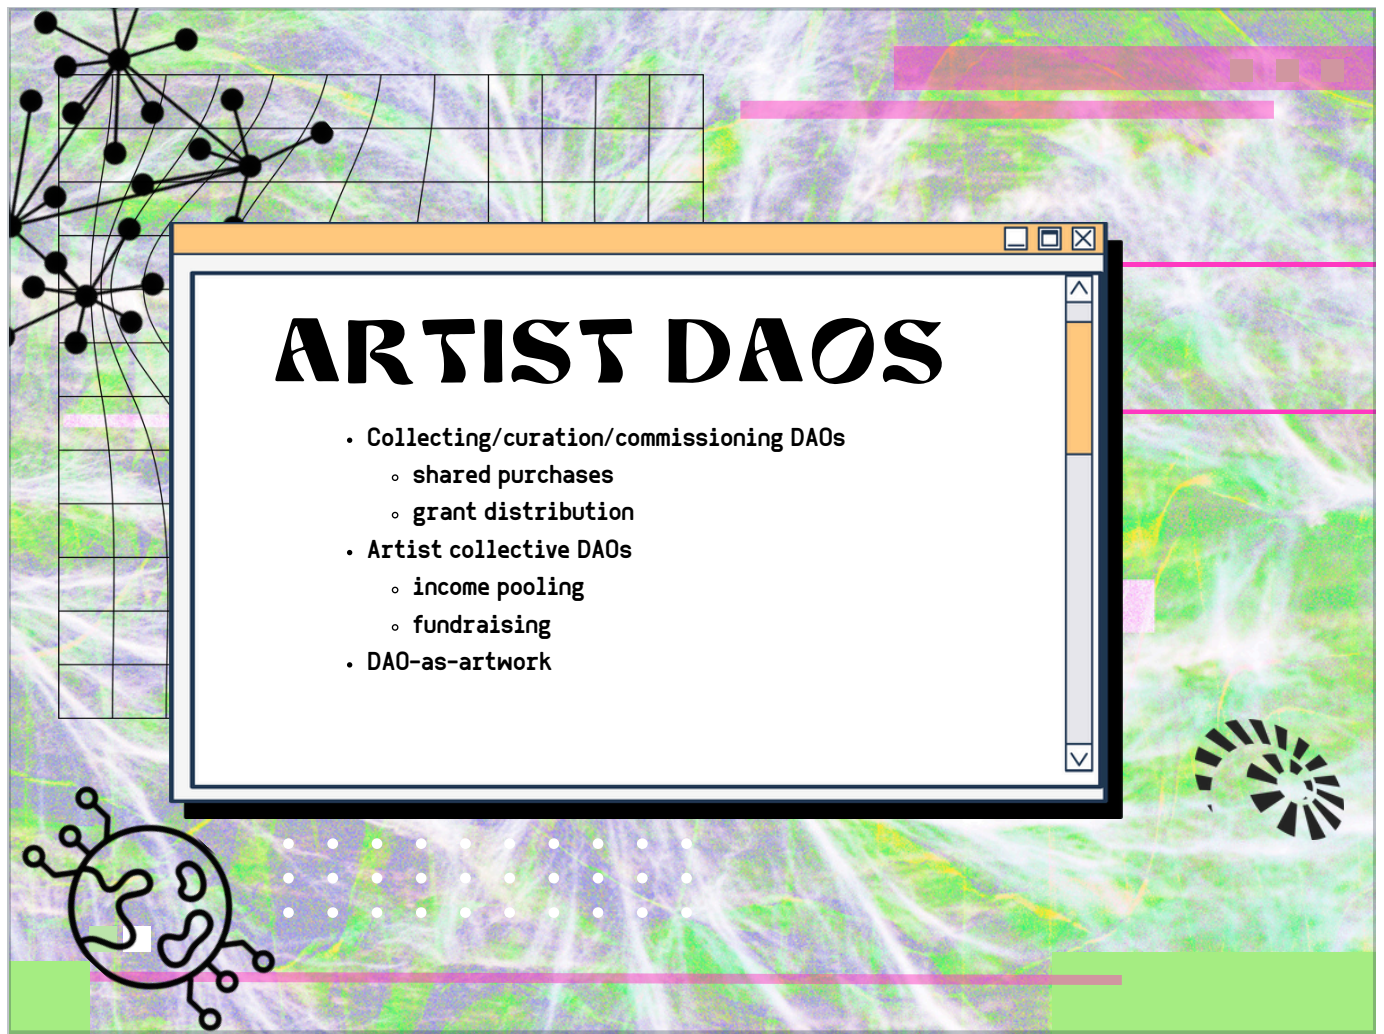 ARTIST DAOS
• Collecting/curation/commissioning DAOs
◦ shared purchases
◦ grant distribution
• Artist collective DAOs
◦ income pooling
◦ fundraising
• DAO-as-artwork